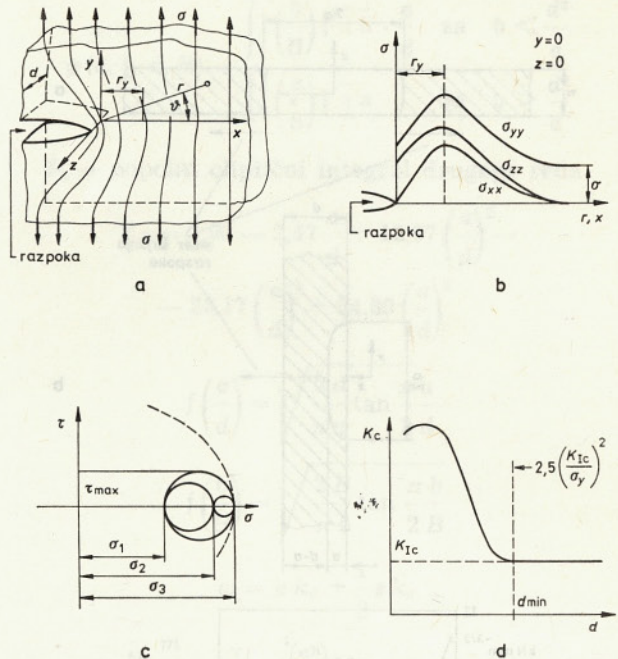 σ
y
r_y
r
d
ϑ
x
z
σ
razpoka
a
σ
y=0
z=0
r_y
σ_yy
σ_zz
σ_xx
σ
r, x
razpoka
b
τ
τ_max
σ
σ_1
σ_2
σ_3
c
K_c
2,5(K_Ic/σ_y)^2
K_Ic
d_min
d
d